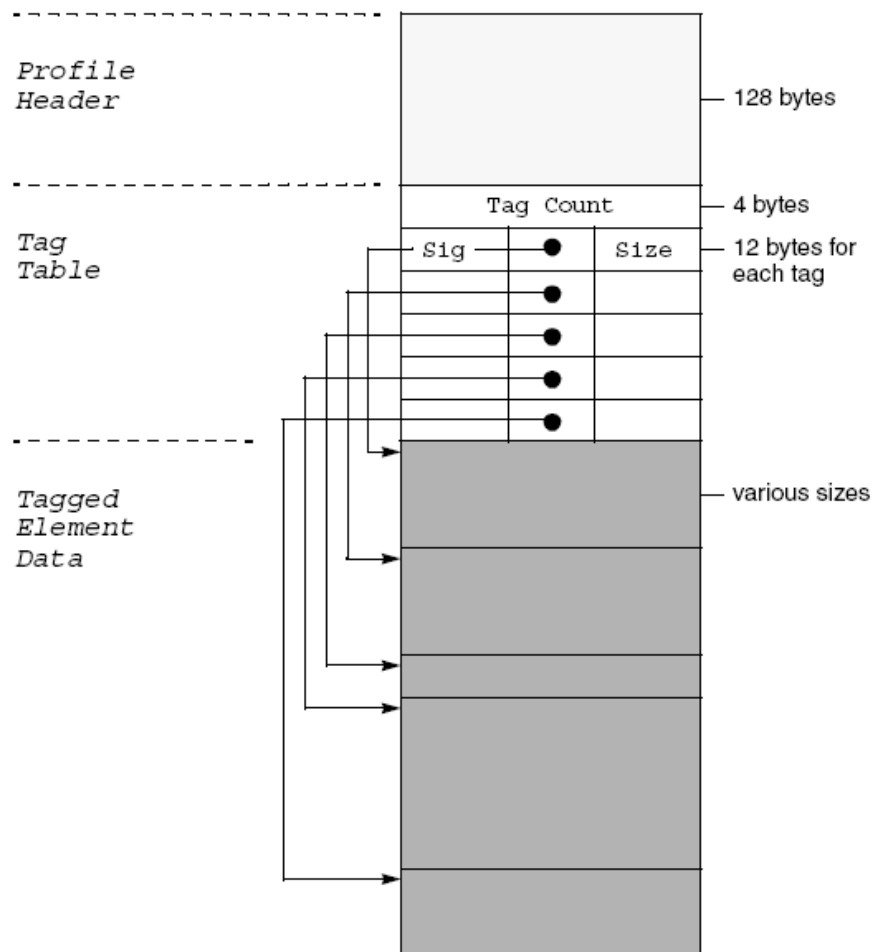 Profile
Header
128 bytes
Tag Count
4 bytes
Tag
Table
Sig
Size
12 bytes for
each tag
Tagged
Element
Data
various sizes